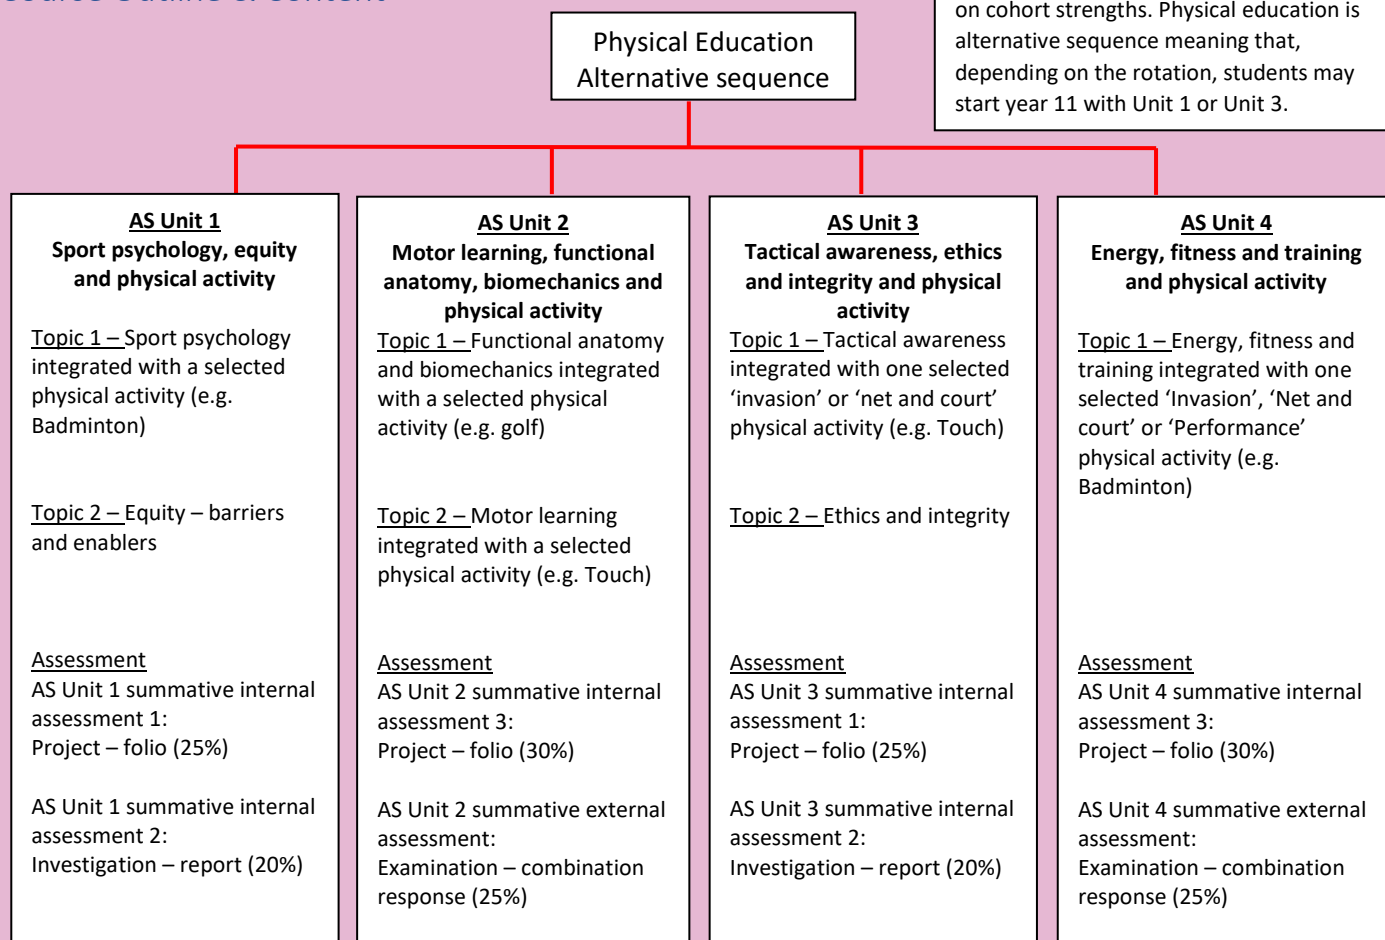 on cohort strengths. Physical education is
alternative sequence meaning that,
depending on the rotation, students may
start year 11 with Unit 1 or Unit 3.
Physical Education
Alternative sequence
AS Unit 1
Sport psychology, equity
and physical activity
Topic 1 – Sport psychology
integrated with a selected
physical activity (e.g.
Badminton)
Topic 2 – Equity – barriers
and enablers
Assessment
AS Unit 1 summative internal
assessment 1:
Project – folio (25%)
AS Unit 1 summative internal
assessment 2:
Investigation – report (20%)
AS Unit 2
Motor learning, functional
anatomy, biomechanics and
physical activity
Topic 1 – Functional anatomy
and biomechanics integrated
with a selected physical
activity (e.g. golf)
Topic 2 – Motor learning
integrated with a selected
physical activity (e.g. Touch)
Assessment
AS Unit 2 summative internal
assessment 3:
Project – folio (30%)
AS Unit 2 summative external
assessment:
Examination – combination
response (25%)
AS Unit 3
Tactical awareness, ethics
and integrity and physical
activity
Topic 1 – Tactical awareness
integrated with one selected
‘invasion’ or ‘net and court’
physical activity (e.g. Touch)
Topic 2 – Ethics and integrity
Assessment
AS Unit 3 summative internal
assessment 1:
Project – folio (25%)
AS Unit 3 summative internal
assessment 2:
Investigation – report (20%)
AS Unit 4
Energy, fitness and training
and physical activity
Topic 1 – Energy, fitness and
training integrated with one
selected ‘Invasion’, ‘Net and
court’ or ‘Performance’
physical activity (e.g.
Badminton)
Assessment
AS Unit 4 summative internal
assessment 3:
Project – folio (30%)
AS Unit 4 summative external
assessment:
Examination – combination
response (25%)